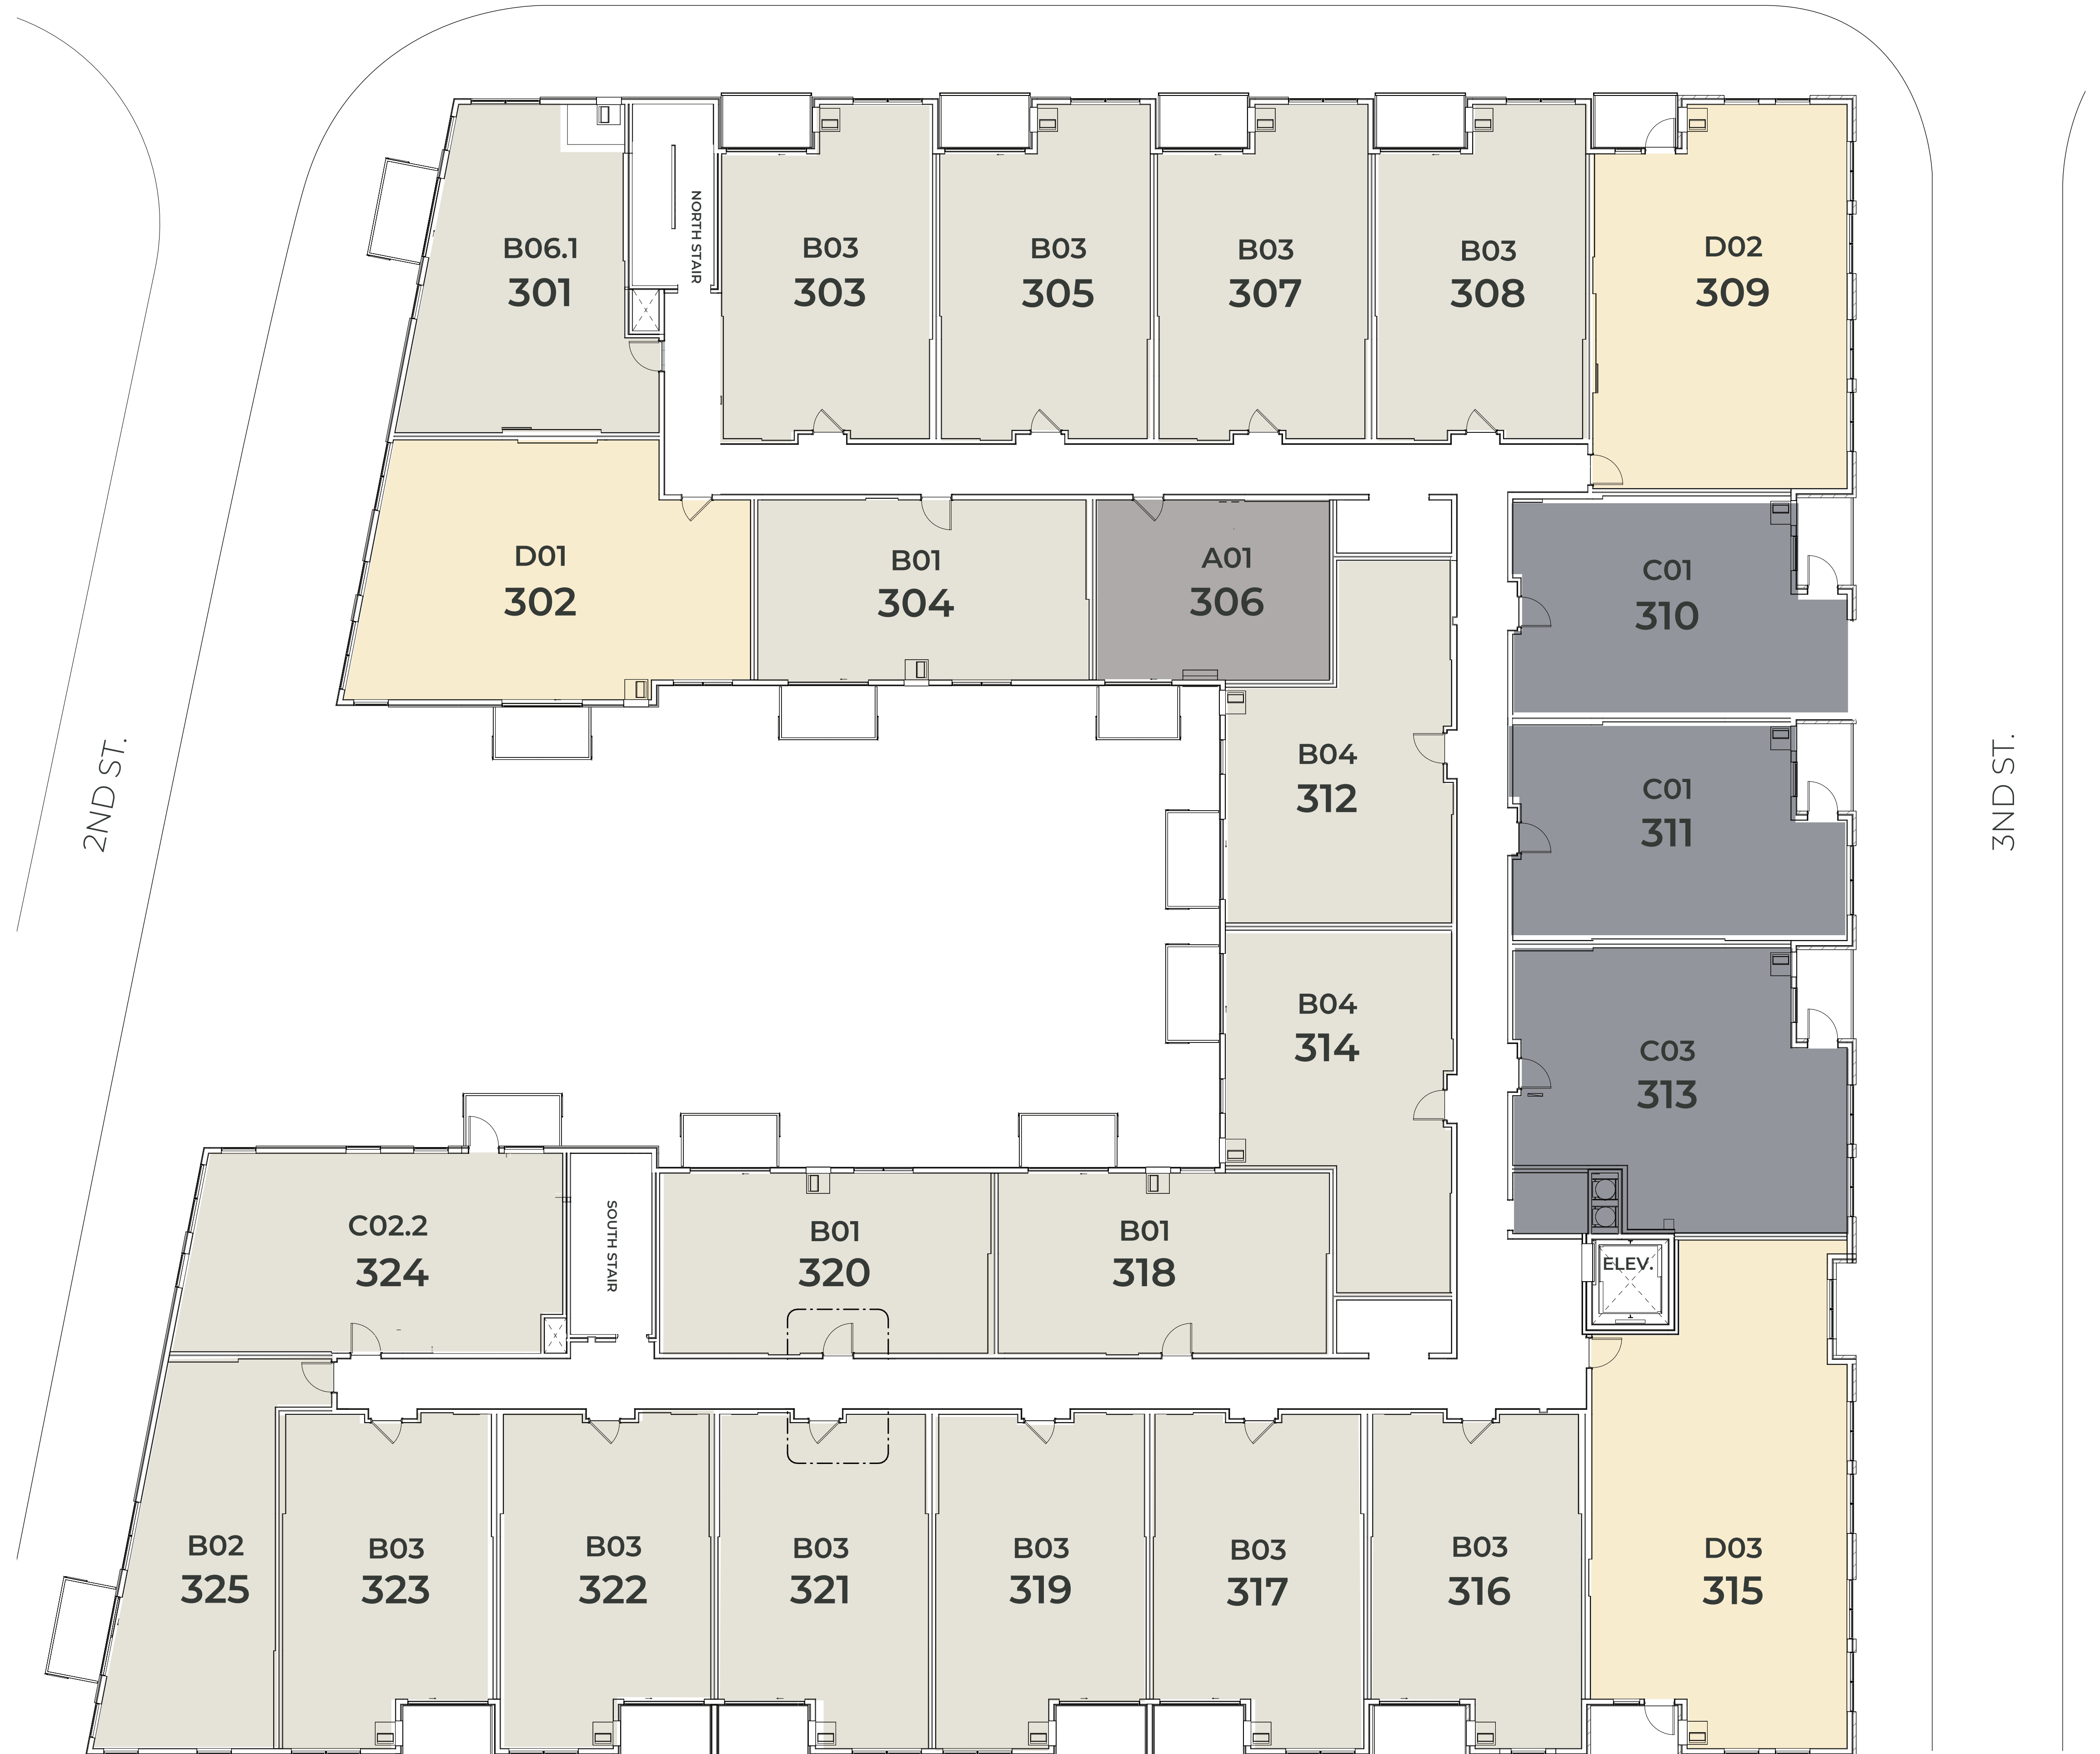 B06.1
301
NORTH STAIR
B03
303
B03
305
B03
307
B03
308
D02
309
D01
302
B01
304
A01
306
C01
310
2ND ST.
B04
312
C01
311
3ND ST.
B04
314
C03
313
C02.2
324
SOUTH STAIR
B01
320
B01
318
ELEV.
B02
325
B03
323
B03
322
B03
321
B03
319
B03
317
B03
316
D03
315